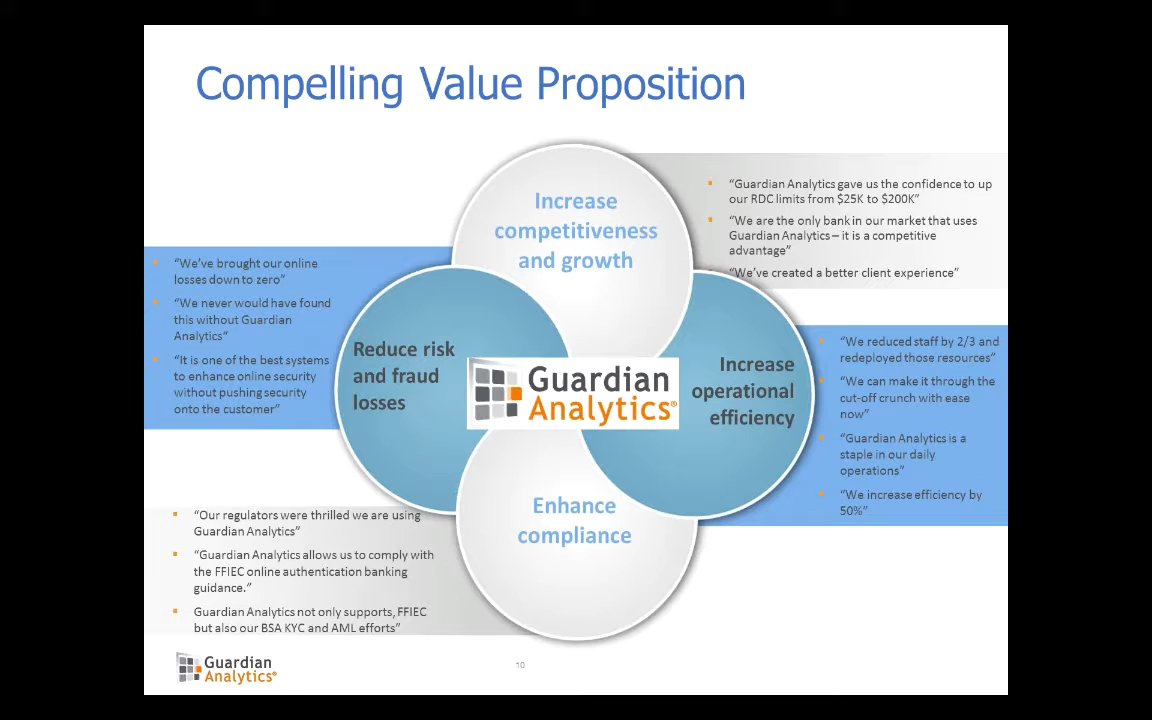 Compelling Value Proposition
Increase
competitiveness
and growth
“Guardian Analytics gave us the confidence to up
our RDC limits from $25K to $200K”
“We are the only bank in our market that uses
Guardian Analytics – it is a competitive
advantage”
“We’ve created a better client experience”
“We’ve brought our online
losses down to zero”
“We never would have found
this without Guardian
Analytics”
“It is one of the best systems
to enhance online security
without pushing security
onto the customer”
Reduce risk
and fraud
losses
Guardian
Analytics®
Increase
operational
efficiency
“We reduced staff by 2/3 and
redeployed those resources”
“We can make it through the
cut-off crunch with ease
now”
“Guardian Analytics is a
staple in our daily
operations”
“We increase efficiency by
50%”
Enhance
compliance
“Our regulators were thrilled we are using
Guardian Analytics”
“Guardian Analytics allows us to comply with
the FFIEC online authentication banking
guidance.”
Guardian Analytics not only supports, FFIEC
but also our BSA KYC and AML efforts”
Guardian
Analytics®
10